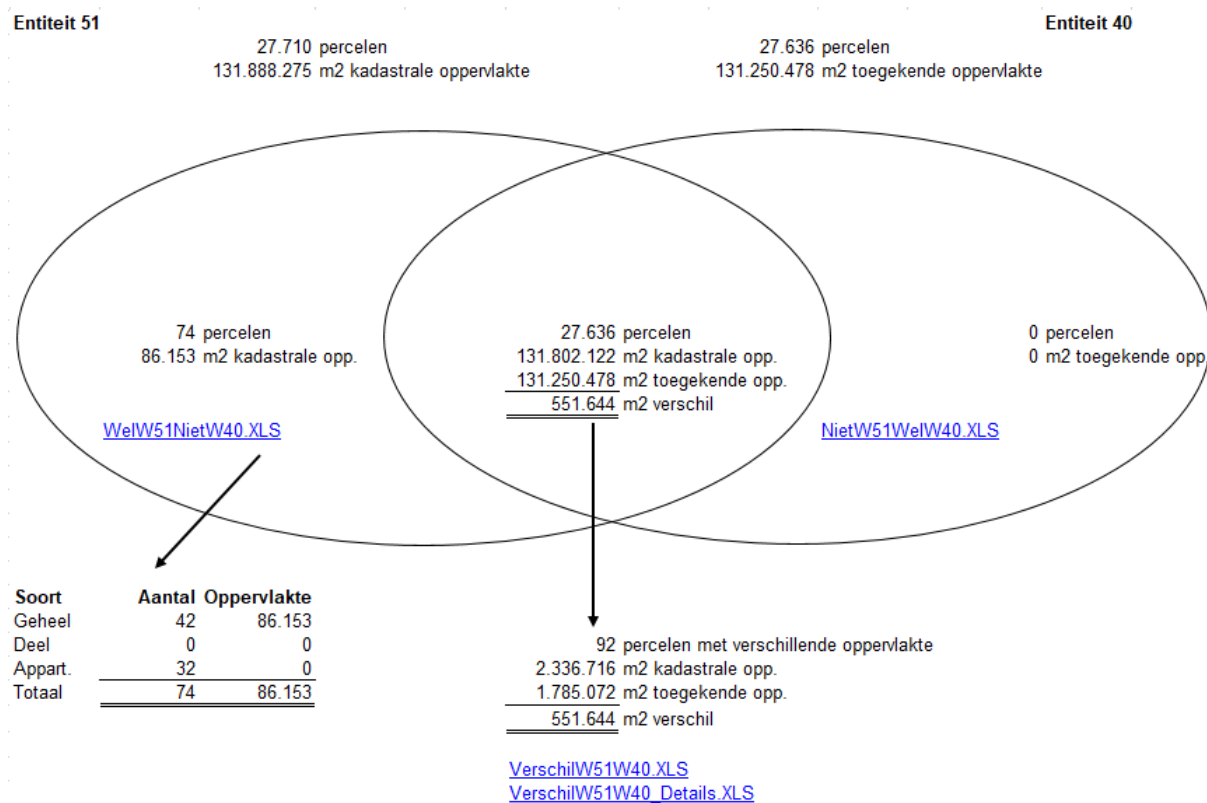 Entiteit 51 Entiteit 40
27.710 percelen 27.636 percelen
131.888.275 m2 kadastrale oppervlakte 131.250.478 m2 toegekende oppervlakte
74 percelen 27.636 percelen 0 percelen
86.153 m2 kadastrale opp. 131.802.122 m2 kadastrale opp. 0 m2 toegekende opp.
131.250.478 m2 toegekende opp.
551.644 m2 verschil
WelW51NietW40.XLS NietW51WelW40.XLS
Soort Aantal Oppervlakte
Geheel 42 86.153
Deel 0 0
Appart. 32 0
Totaal 74 86.153
92 percelen met verschillende oppervlakte
2.336.716 m2 kadastrale opp.
1.785.072 m2 toegekende opp.
551.644 m2 verschil
VerschilW51W40.XLS
VerschilW51W40_Details.XLS